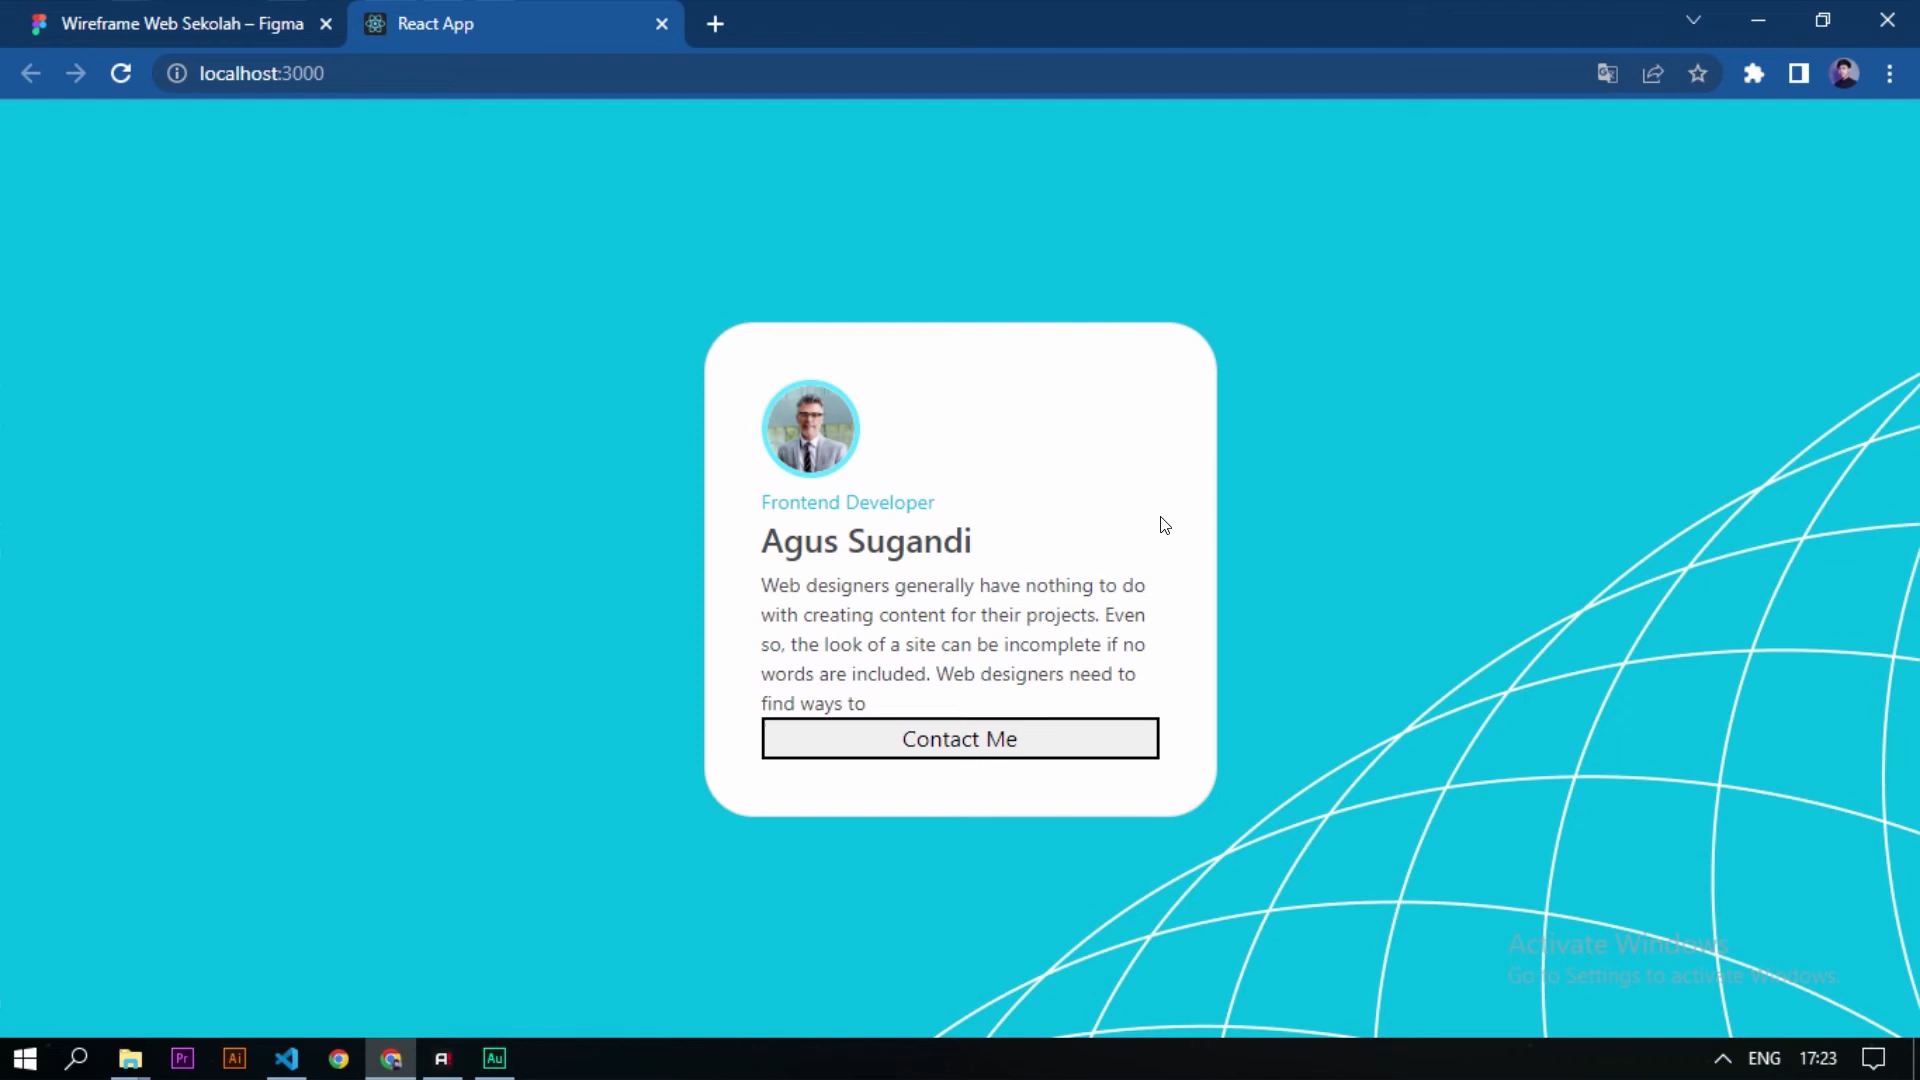 Wireframe Web Sekolah – Figma
React App
localhost:3000
Frontend Developer
Agus Sugandi
Web designers generally have nothing to do
with creating content for their projects. Even
so, the look of a site can be incomplete if no
words are included. Web designers need to
find ways to
Contact Me
Activate Windows
Go to Settings to activate Windows.
Pr
Ai
A!
Au
ENG
17:23